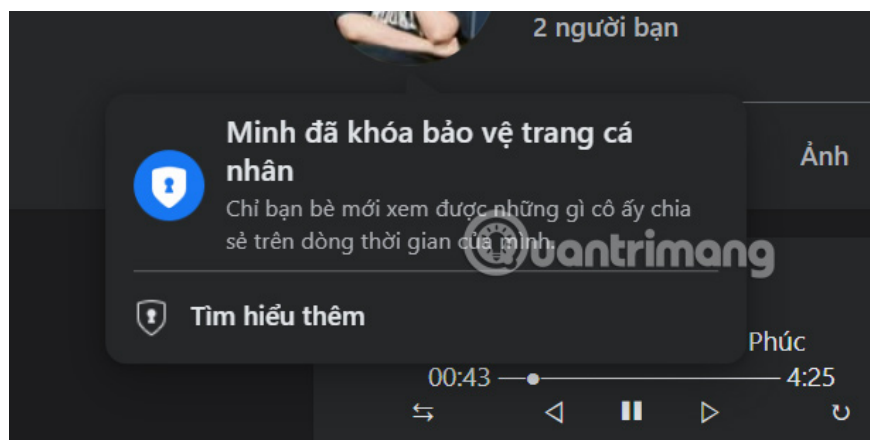 2 người bạn
Minh đã khóa bảo vệ trang cá
nhân
Ảnh
Chỉ bạn bè mới xem được những gì cô ấy chia
sẻ trên dòng thời gian của mình.
Quantrimang
Tìm hiểu thêm
Phúc
00:43
4:25